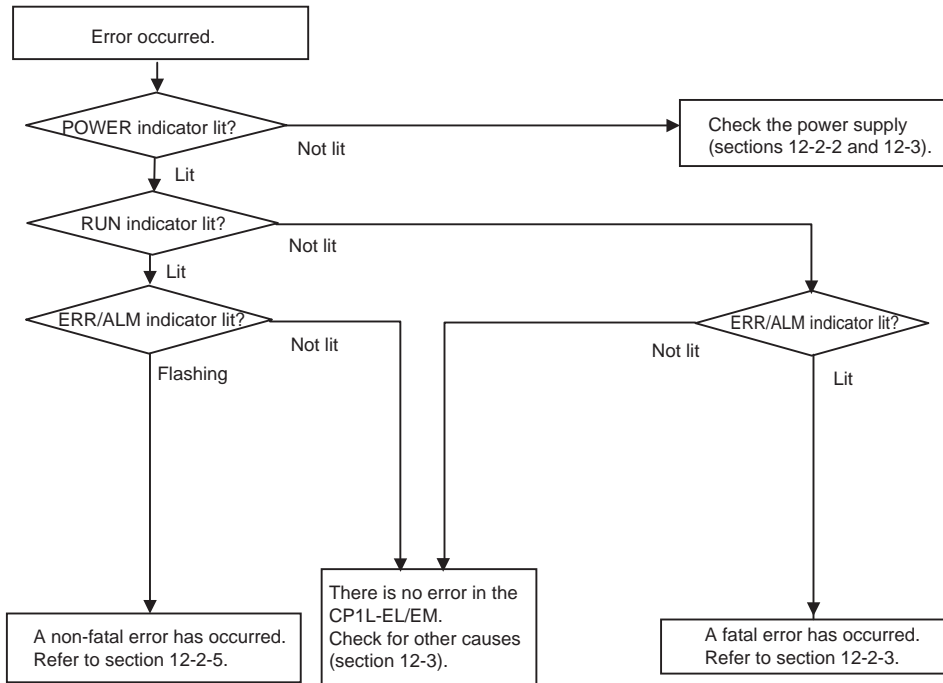 Error occurred.
POWER indicator lit?
Not lit
Check the power supply
(sections 12-2-2 and 12-3).
Lit
RUN indicator lit?
Not lit
Lit
ERR/ALM indicator lit?
Not lit
Flashing
ERR/ALM indicator lit?
Not lit
Lit
There is no error in the
CP1L-EL/EM.
Check for other causes
(section 12-3).
A non-fatal error has occurred.
Refer to section 12-2-5.
A fatal error has occurred.
Refer to section 12-2-3.